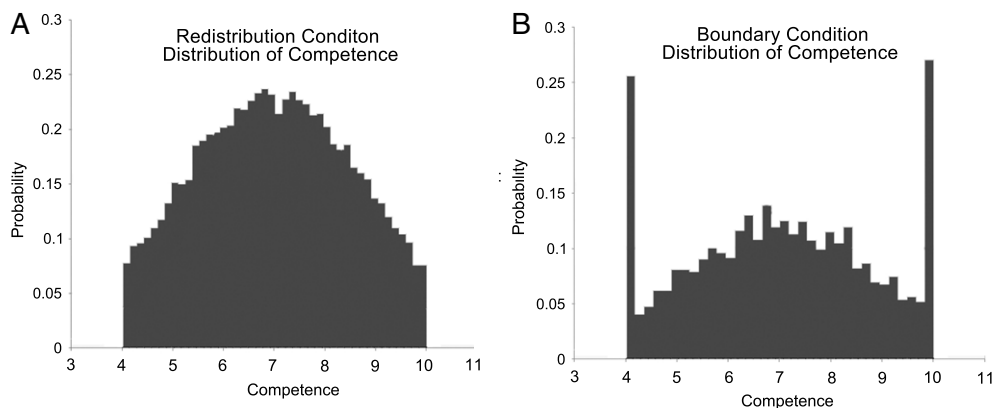 A
Redistribution Conditon
Distribution of Competence
0.3
0.25
0.2
0.15
0.1
0.05
0
Probability
3 4 5 6 7 8 9 10 11
Competence
B
Boundary Condition
Distribution of Competence
0.3
0.25
0.2
0.15
0.1
0.05
0
Probability
3 4 5 6 7 8 9 10 11
Competence